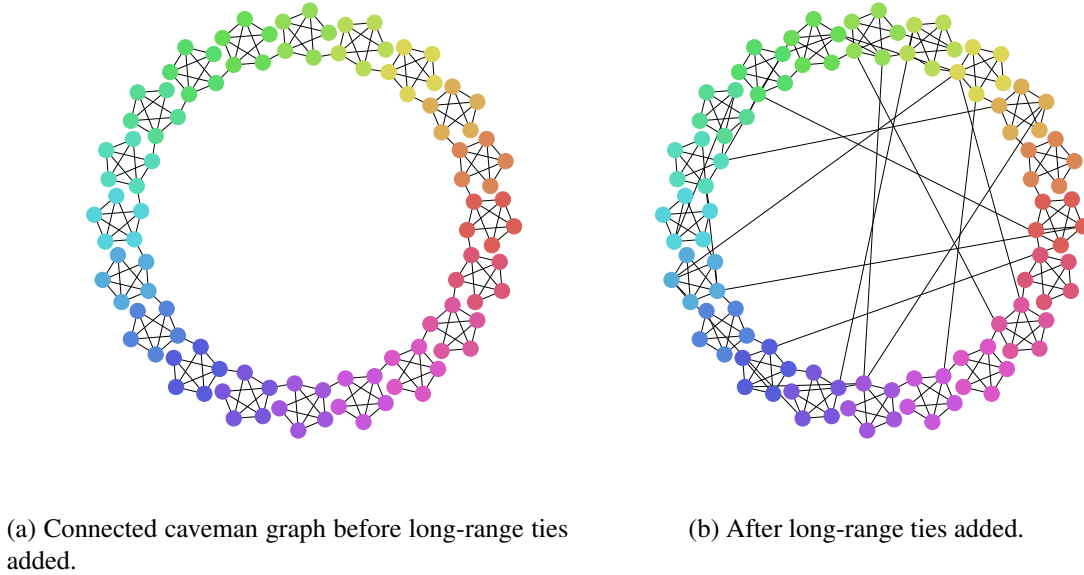 (a) Connected caveman graph before long-range ties
added.
(b) After long-range ties added.